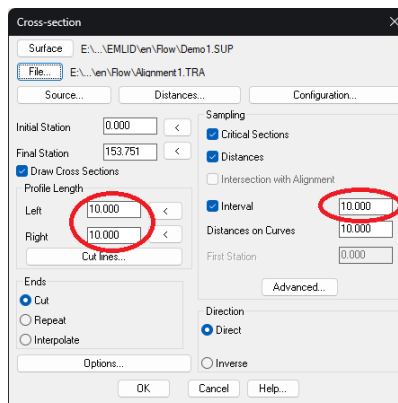 Cross-section
Surface E:\...\EMLID\en\Flow\Demo1.SUP
File... E:\...\en\Flow\Alignment1.TRA
Source... Distances... Configuration...
Initial Station 0.000 <
Final Station 153.751 <
Draw Cross Sections
Profile Length
Left 10.000 <
Right 10.000 <
Cut lines...
Ends
Cut
Repeat
Interpolate
Sampling
Critical Sections
Distances
Intersection with Alignment
Interval 10.000
Distances on Curves 10.000
First Station 0.000
Advanced...
Direction
Direct
Inverse
Options...
OK Cancel Help...